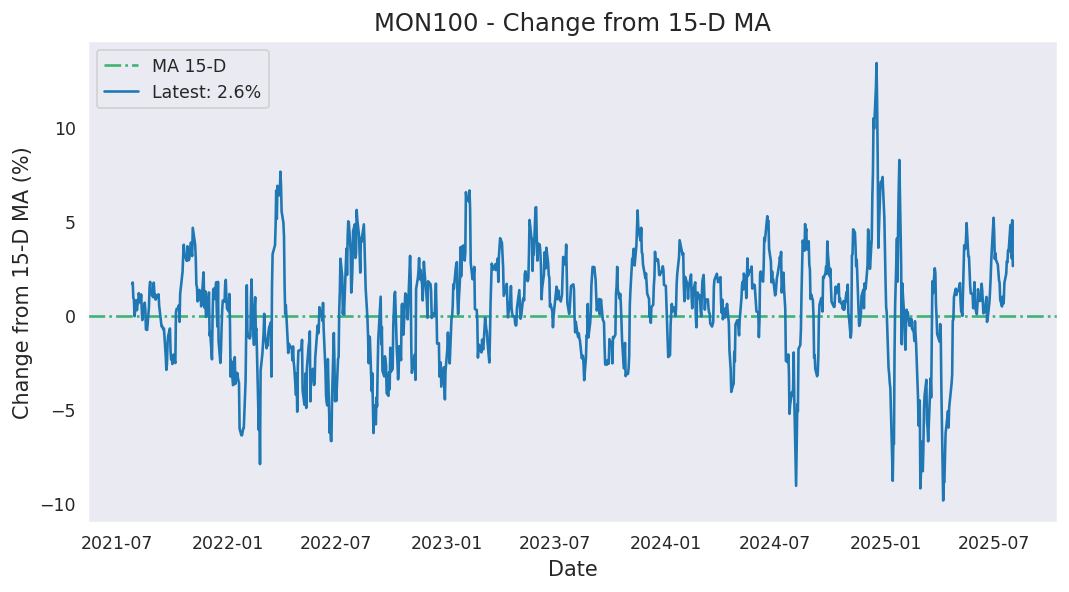 MON100 - Change from 15-D MA
MA 15-D
Latest: 2.6%
Change from 15-D MA (%)
10
5
0
−5
−10
2021-07 2022-01 2022-07 2023-01 2023-07 2024-01 2024-07 2025-01 2025-07
Date